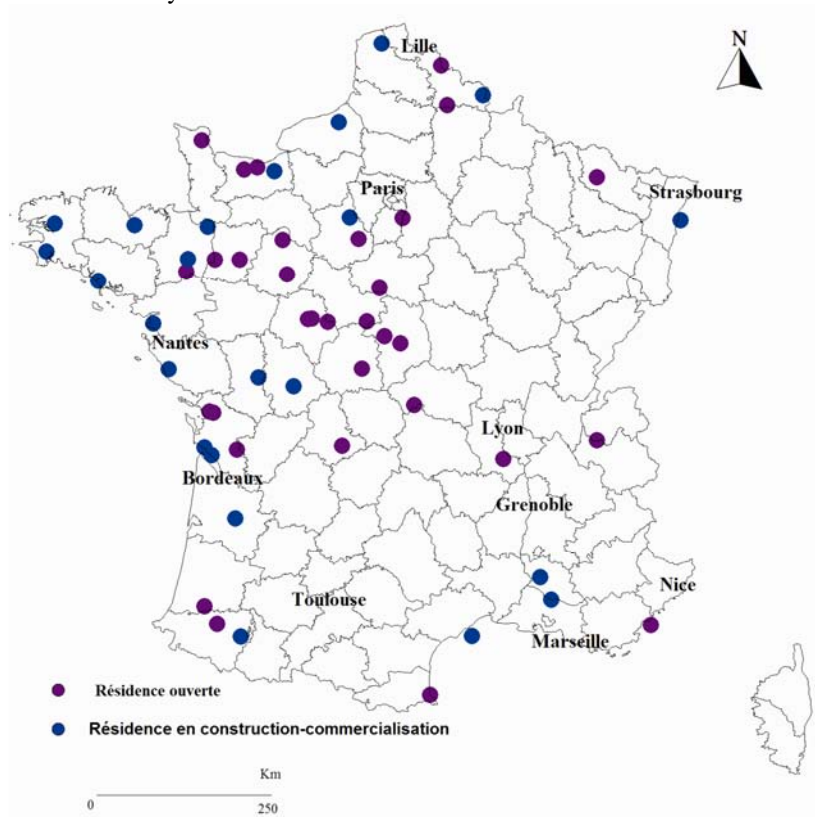 Lille
N
Paris
Strasbourg
Nantes
Lyon
Bordeaux
Grenoble
Nice
Toulouse
Marseille
Résidence ouverte
Résidence en construction-commercialisation
Km
0 250